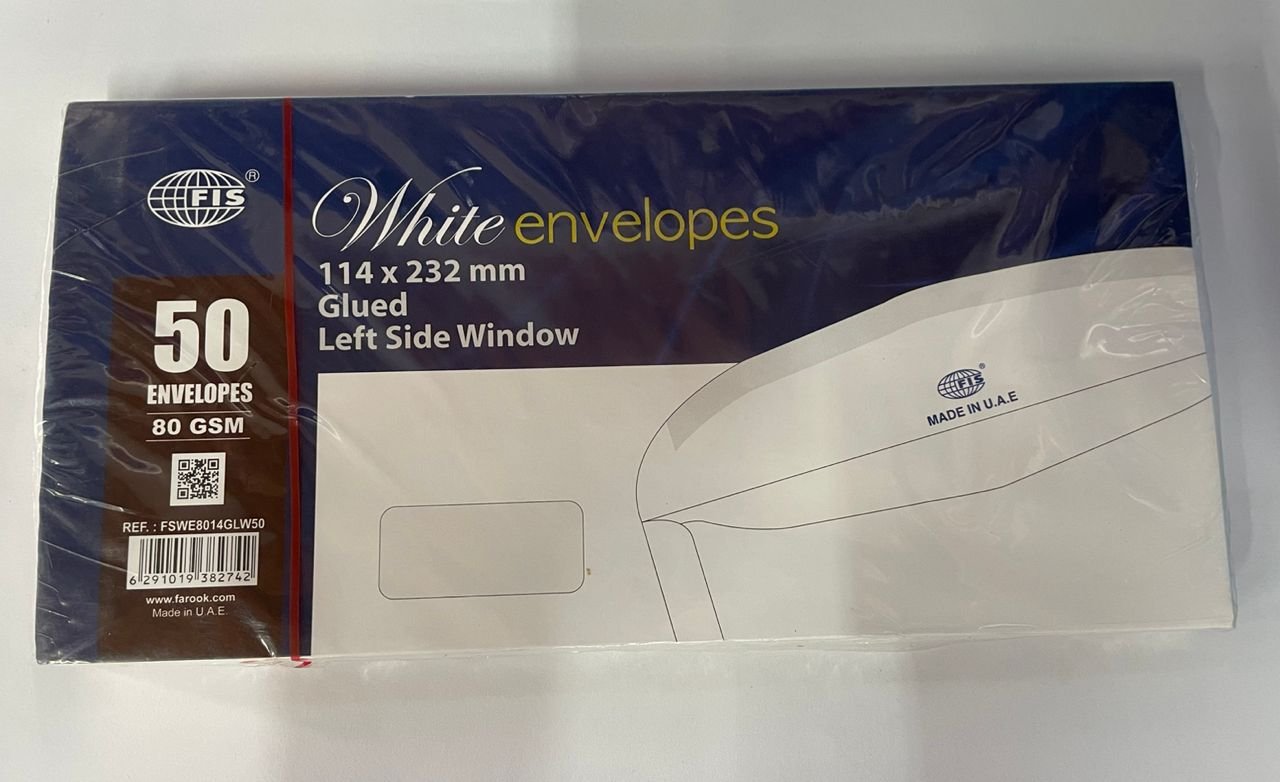 FIS®
White envelopes
114 x 232 mm
Glued
Left Side Window
50
ENVELOPES
80 GSM
REF. : FSWE8014GLW50
6 291019 382742
www.farook.com
Made in U.A.E.
FIS®
MADE IN U.A.E